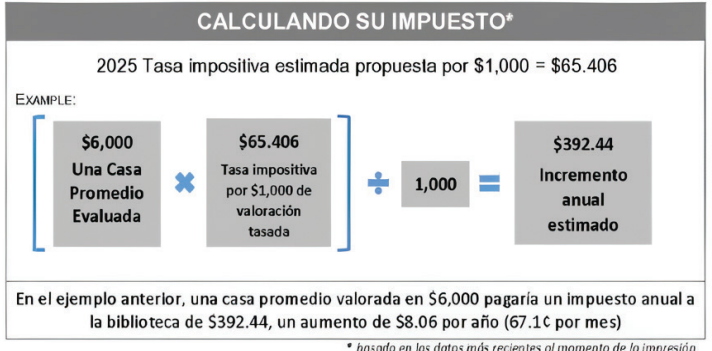 CALCULANDO SU IMPUESTO*
2025 Tasa impositiva estimada propuesta por $1,000 = $65.406
EXAMPLE:
$6,000
Una Casa
Promedio
Evaluada
×
$65.406
Tasa impositiva
por $1,000 de
valoración
tasada
÷
1,000
=
$392.44
Incremento
anual
estimado
En el ejemplo anterior, una casa promedio valorada en $6,000 pagaría un impuesto anual a
la biblioteca de $392.44, un aumento de $8.06 por año (67.1¢ por mes)
* basado en los datos más recientes al momento de la impresión